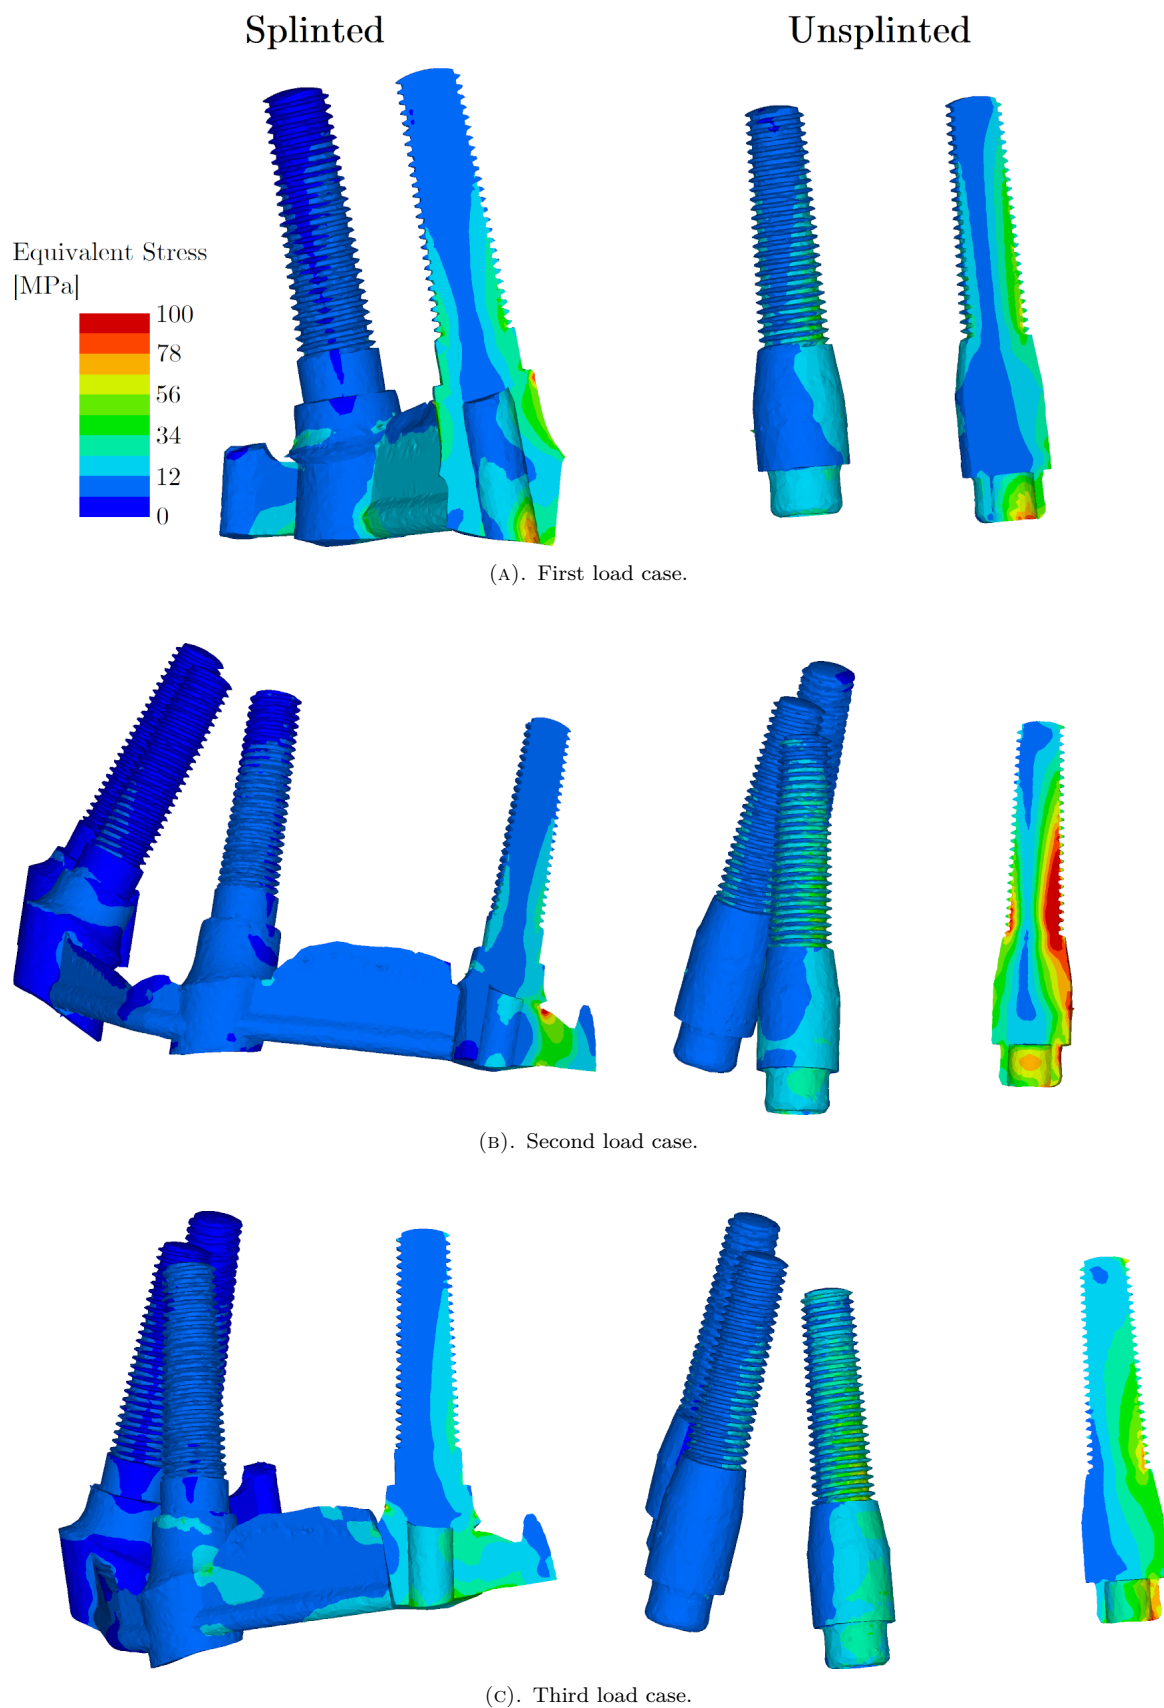 Splinted
Unsplinted
Equivalent Stress
[MPa]
100
78
56
34
12
0
(A). First load case.
(B). Second load case.
(C). Third load case.